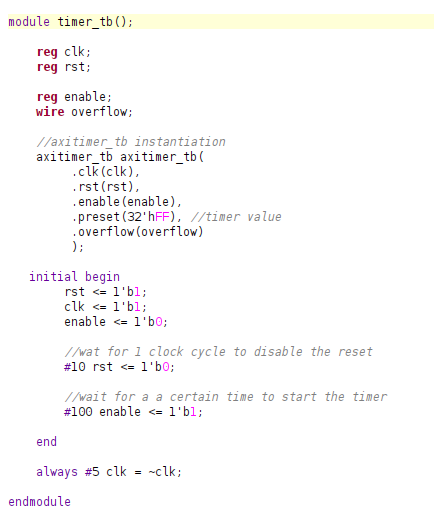 module timer_tb();
reg clk;
reg rst;
reg enable;
wire overflow;
//axitimer_tb instantiation
axitimer_tb axitimer_tb(
.clk(clk),
.rst(rst),
.enable(enable),
.preset(32'hFF), //timer value
.overflow(overflow)
);
initial begin
rst <= 1'b1;
clk <= 1'b1;
enable <= 1'b0;
//wat for 1 clock cycle to disable the reset
#10 rst <= 1'b0;
//wait for a a certain time to start the timer
#100 enable <= 1'b1;
end
always #5 clk = ~clk;
endmodule